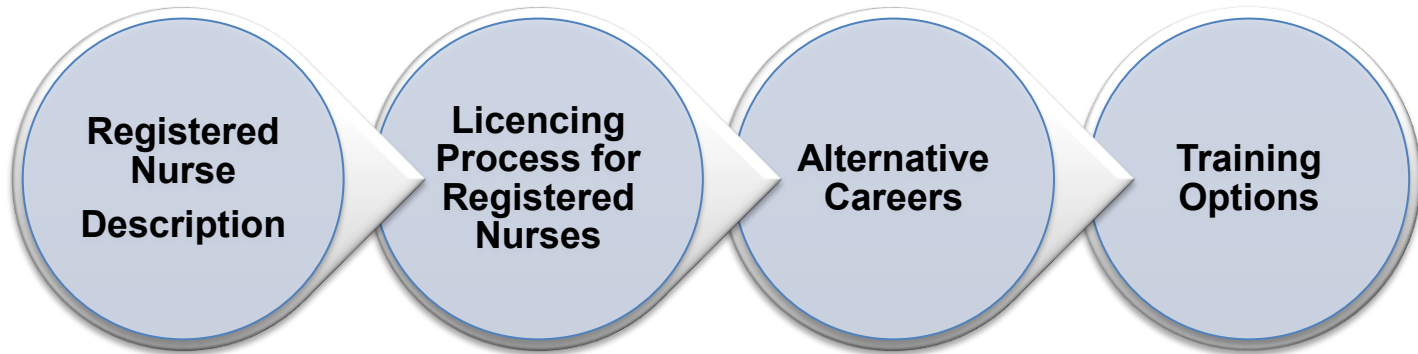 Registered
Nurse
Description
Licencing
Process for
Registered
Nurses
Alternative
Careers
Training
Options